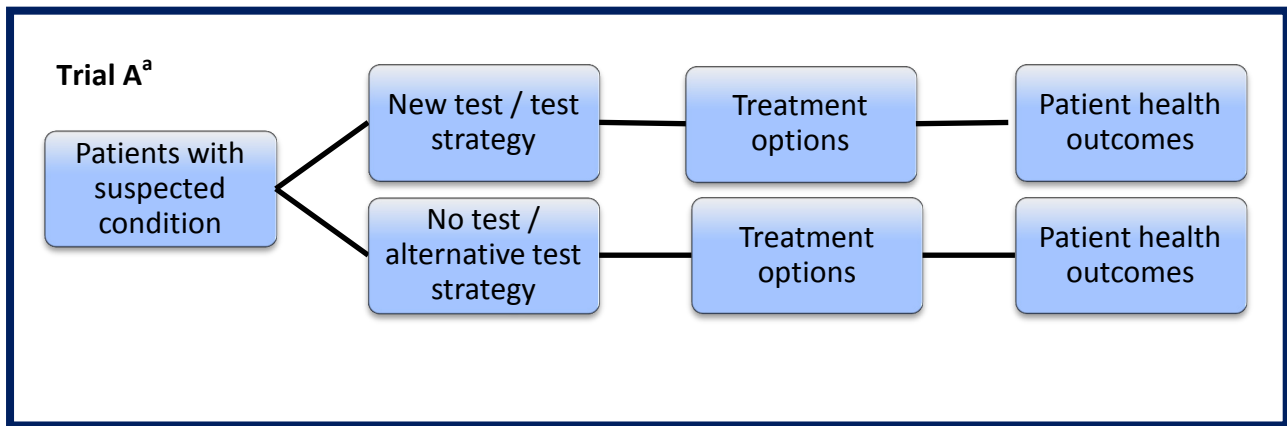 Trial Aᵃ
Patients with
suspected
condition
New test / test
strategy
Treatment
options
Patient health
outcomes
No test /
alternative test
strategy
Treatment
options
Patient health
outcomes